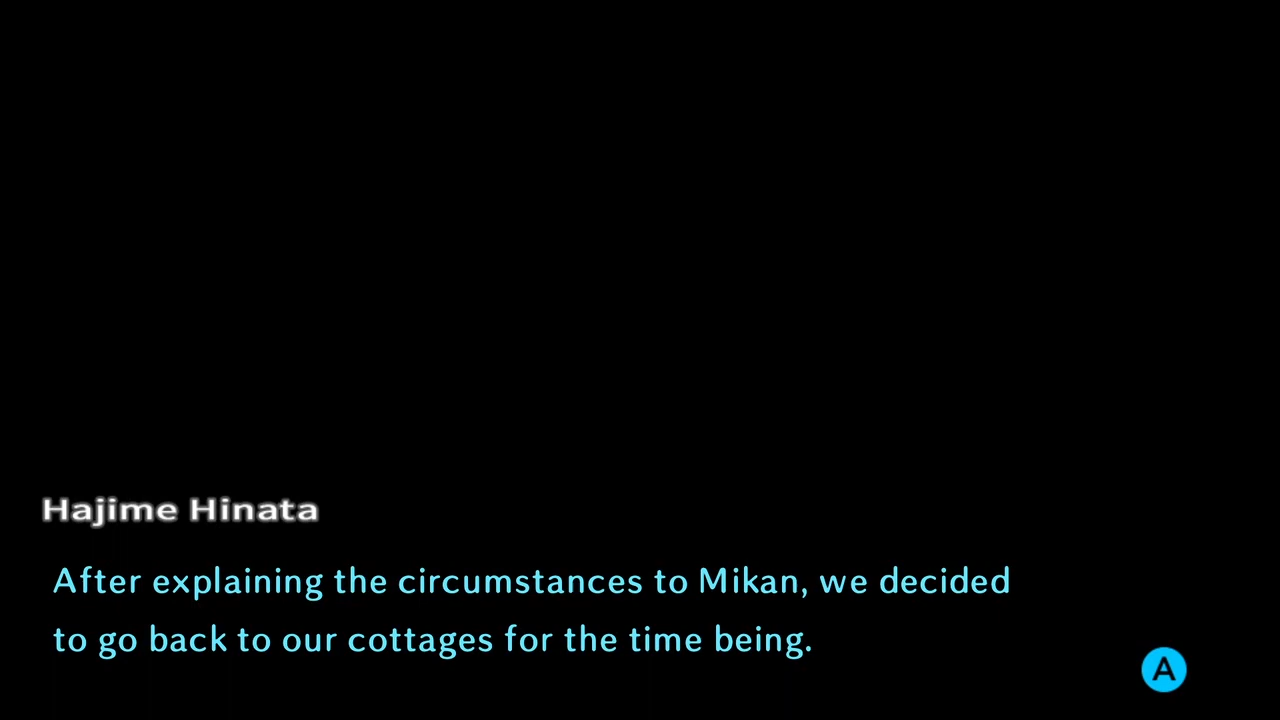 Hajime Hinata
After explaining the circumstances to Mikan, we decided
to go back to our cottages for the time being.
A